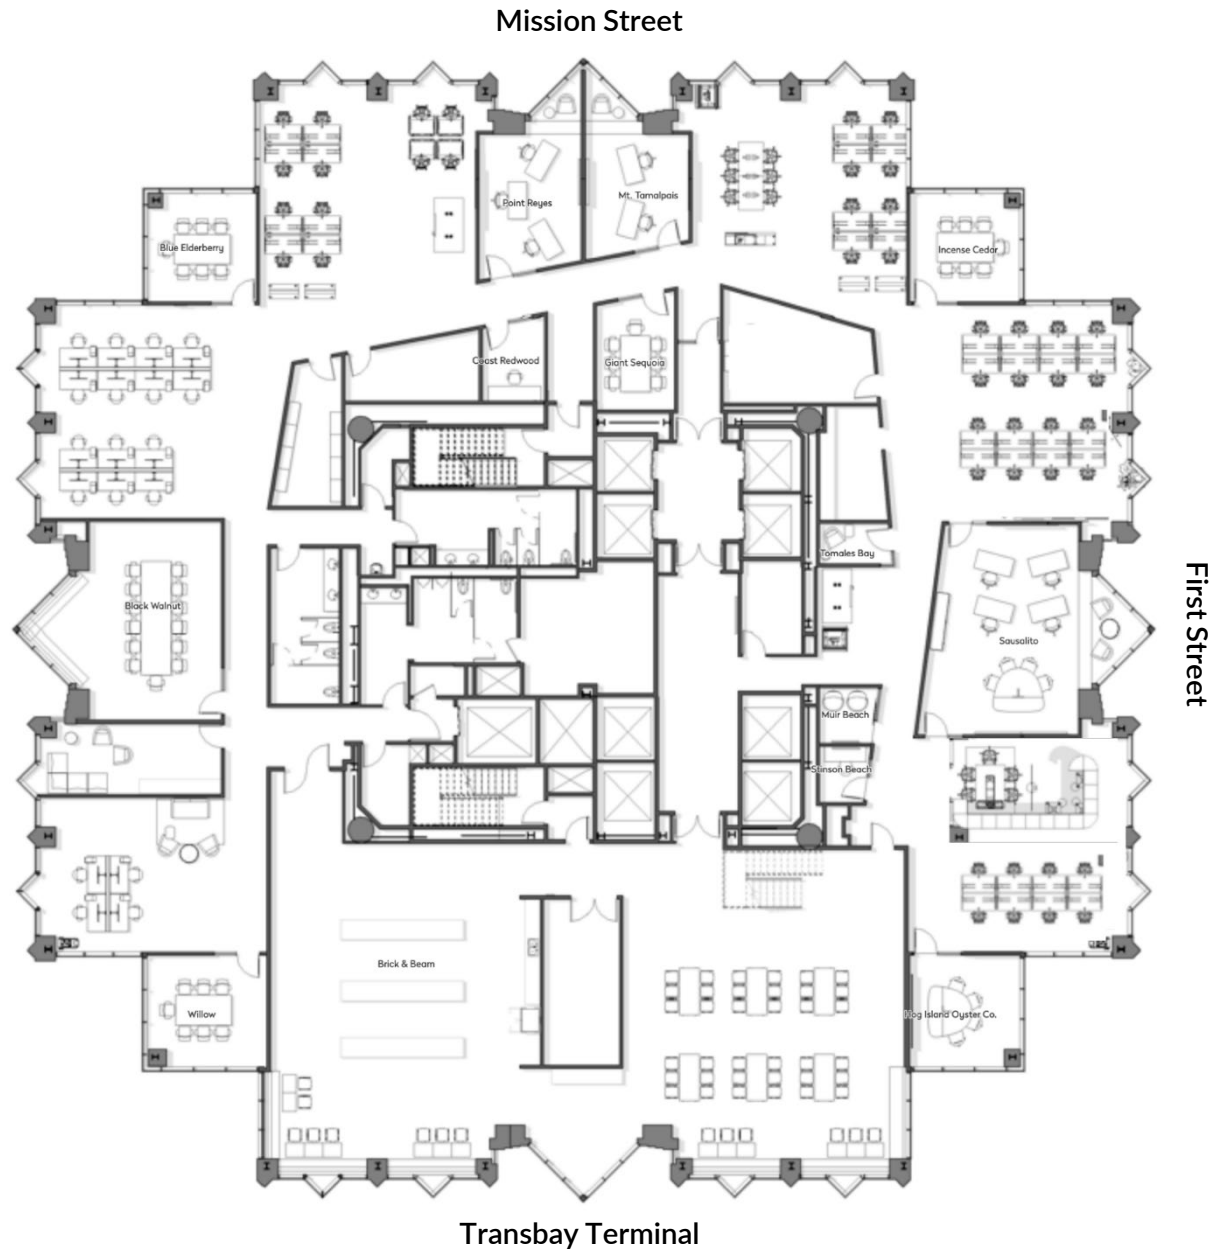 Mission Street
Point Reyes
Mt. Tamalpais
Blue Elderberry
Incense Cedar
Coast Redwood
Giant Sequoia
Tomales Bay
Black Walnut
Sausalito
First Street
Muir Beach
Stinson Beach
Brick & Beam
Willow
Hog Island Oyster Co.
Transbay Terminal